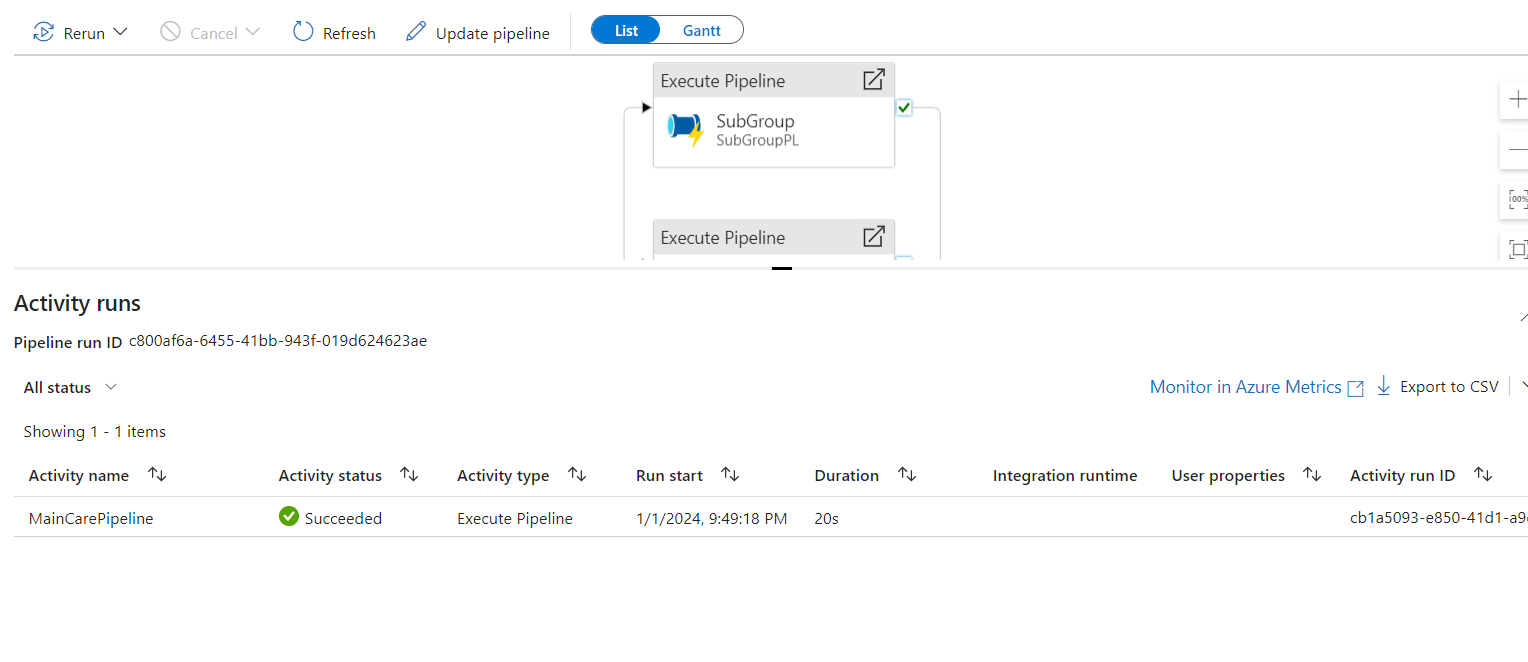 Rerun Cancel Refresh Update pipeline List Gantt
Execute Pipeline
SubGroup
SubGroupPL
Execute Pipeline
Activity runs
Pipeline run ID c800af6a-6455-41bb-943f-019d624623ae
All status Monitor in Azure Metrics Export to CSV
Showing 1 - 1 items
Activity name Activity status Activity type Run start Duration Integration runtime User properties Activity run ID
MainCarePipeline Succeeded Execute Pipeline 1/1/2024, 9:49:18 PM 20s cb1a5093-e850-41d1-a9